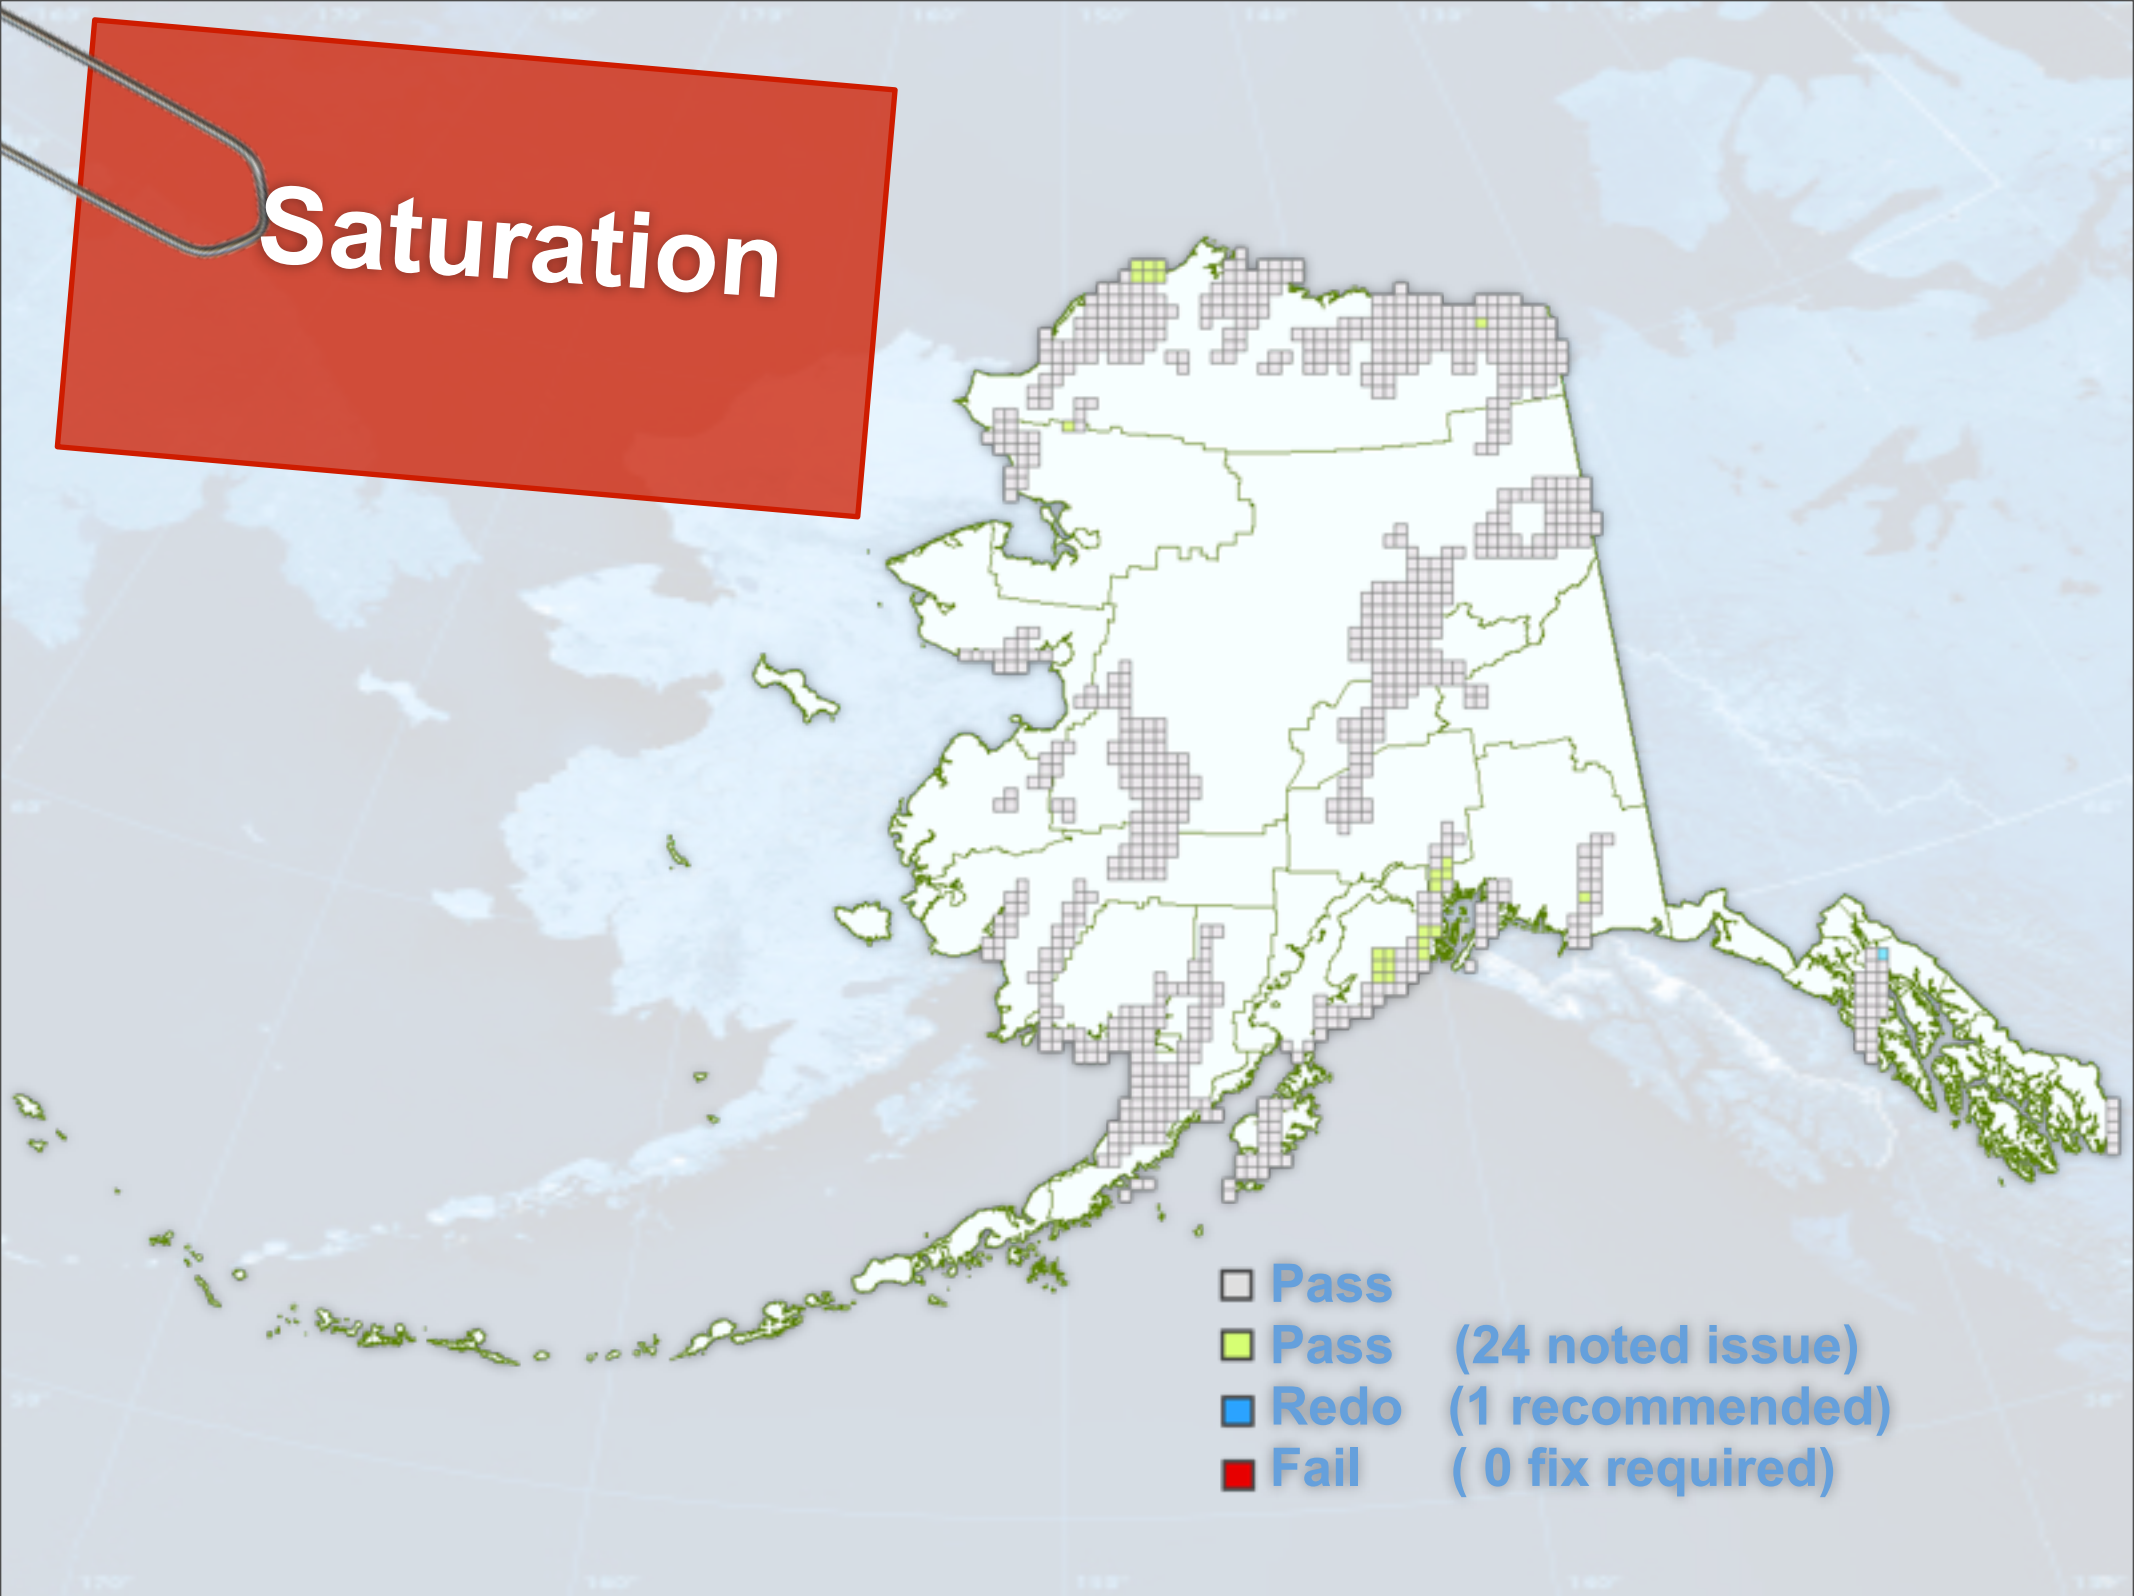 Saturation
Pass
Pass (24 noted issue)
Redo (1 recommended)
Fail ( 0 fix required)